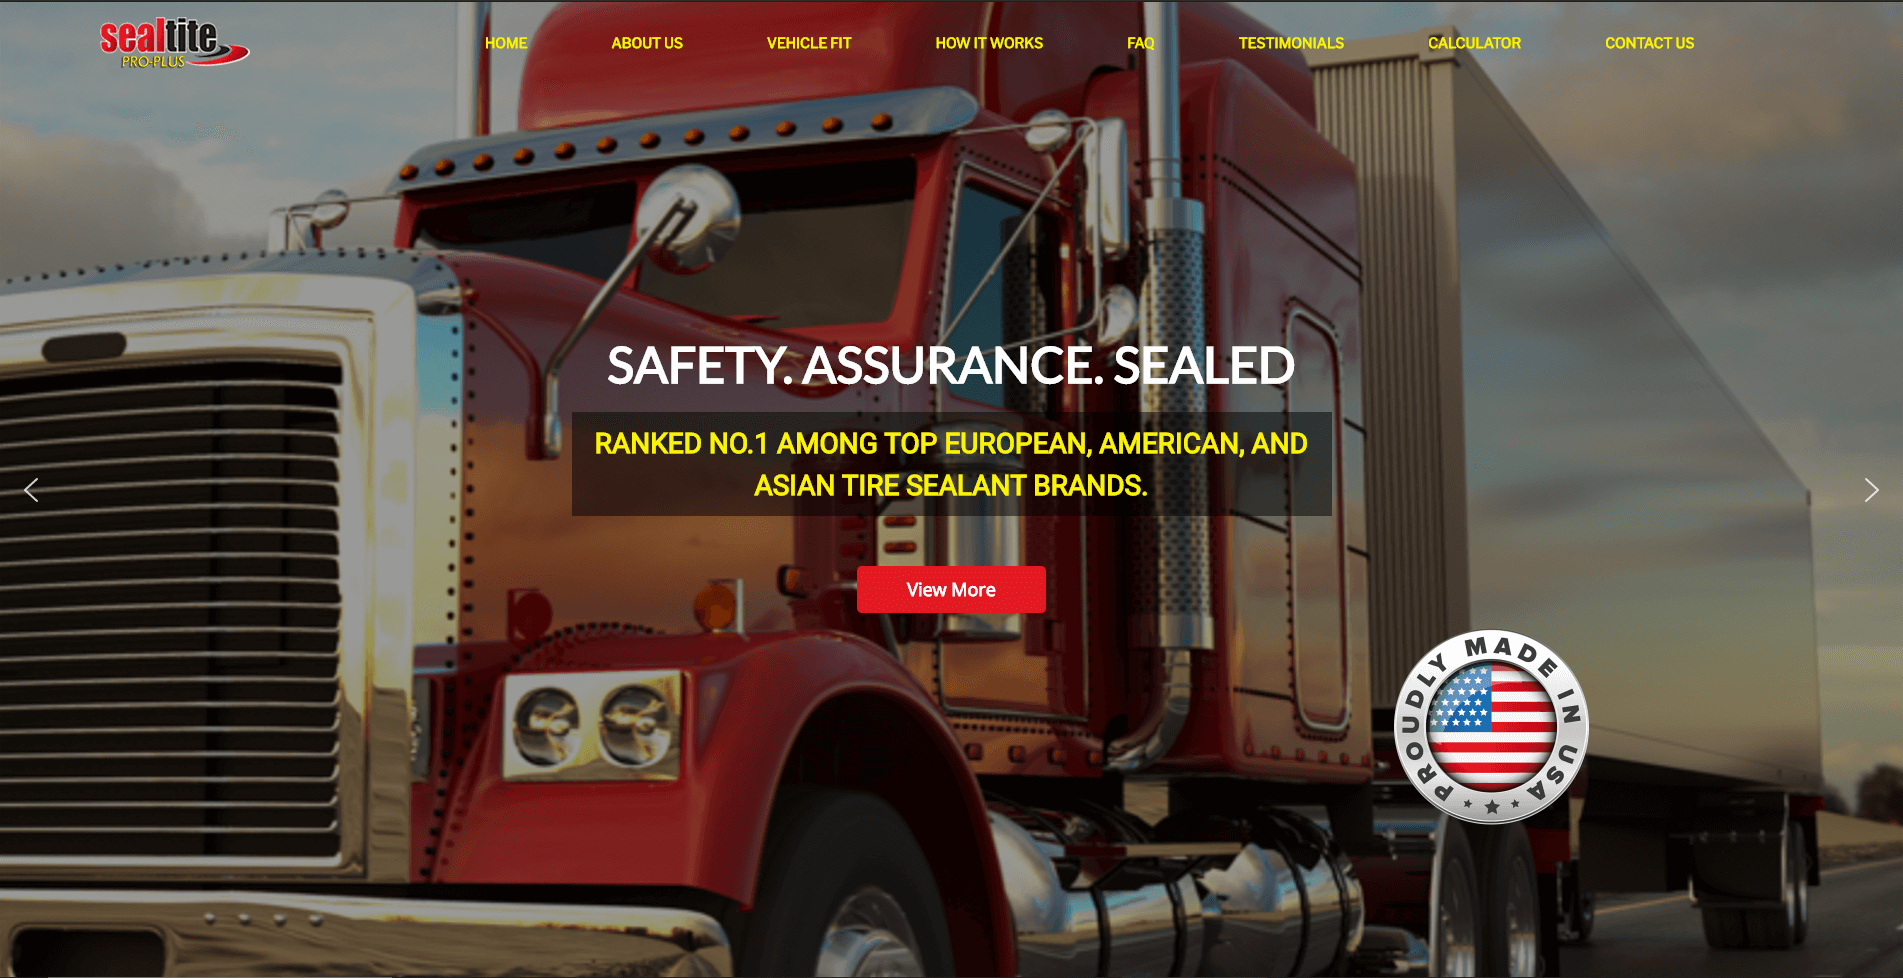 sealtite
PRO-PLUS
HOME
ABOUT US
VEHICLE FIT
HOW IT WORKS
FAQ
TESTIMONIALS
CALCULATOR
CONTACT US
SAFETY. ASSURANCE. SEALED
RANKED NO.1 AMONG TOP EUROPEAN, AMERICAN, AND
ASIAN TIRE SEALANT BRANDS.
View More
PROUDLY MADE IN USA